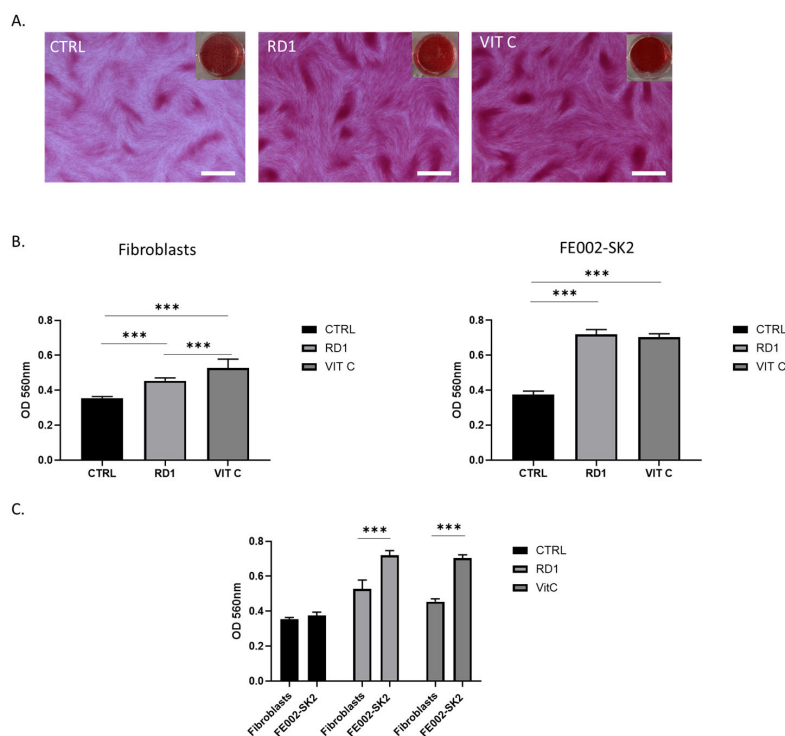 A.
CTRL
RD1
VIT C
B.
Fibroblasts
FE002-SK2
***
***
***
OD 560nm
0.8
0.6
0.4
0.2
0.0
CTRL
RD1
VIT C
CTRL
RD1
VIT C
***
***
OD 560nm
0.8
0.6
0.4
0.2
0.0
CTRL
RD1
VIT C
CTRL
RD1
VIT C
C.
***
***
OD 560nm
0.8
0.6
0.4
0.2
0.0
Fibroblasts
FE002-SK2
Fibroblasts
FE002-SK2
Fibroblasts
FE002-SK2
CTRL
RD1
VitC